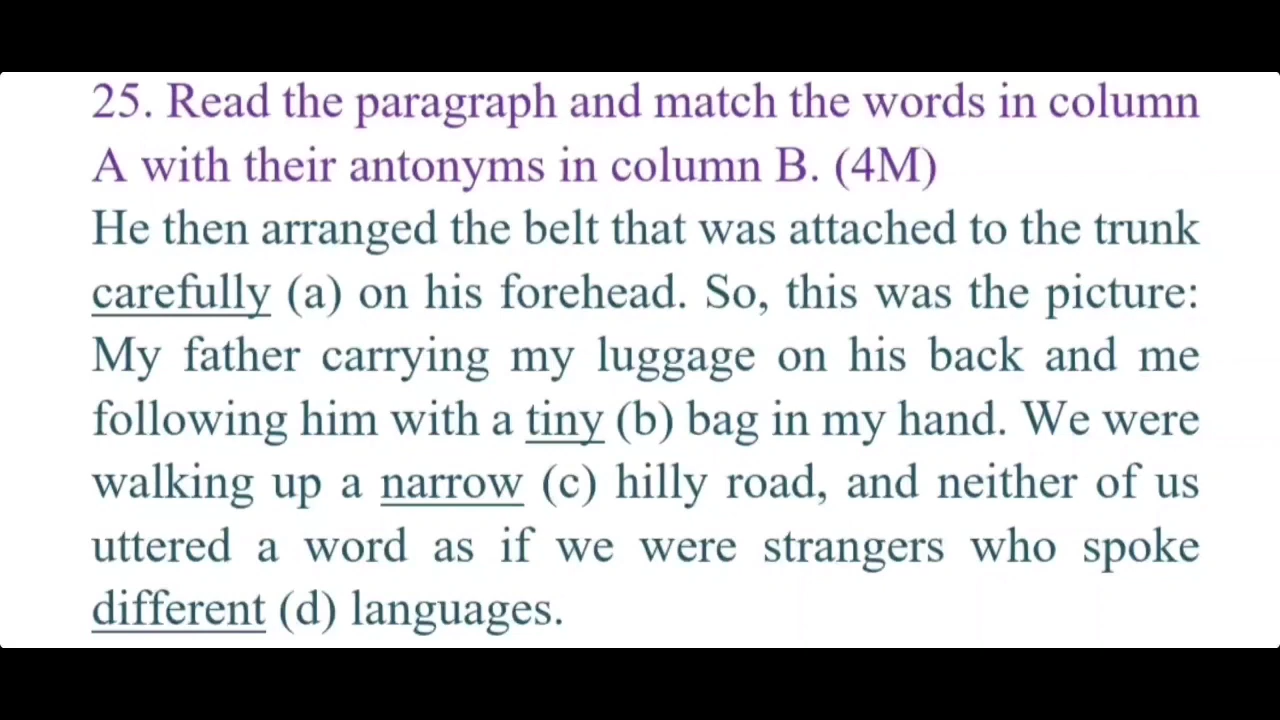 25. Read the paragraph and match the words in column
A with their antonyms in column B. (4M)
He then arranged the belt that was attached to the trunk
carefully (a) on his forehead. So, this was the picture:
My father carrying my luggage on his back and me
following him with a tiny (b) bag in my hand. We were
walking up a narrow (c) hilly road, and neither of us
uttered a word as if we were strangers who spoke
different (d) languages.